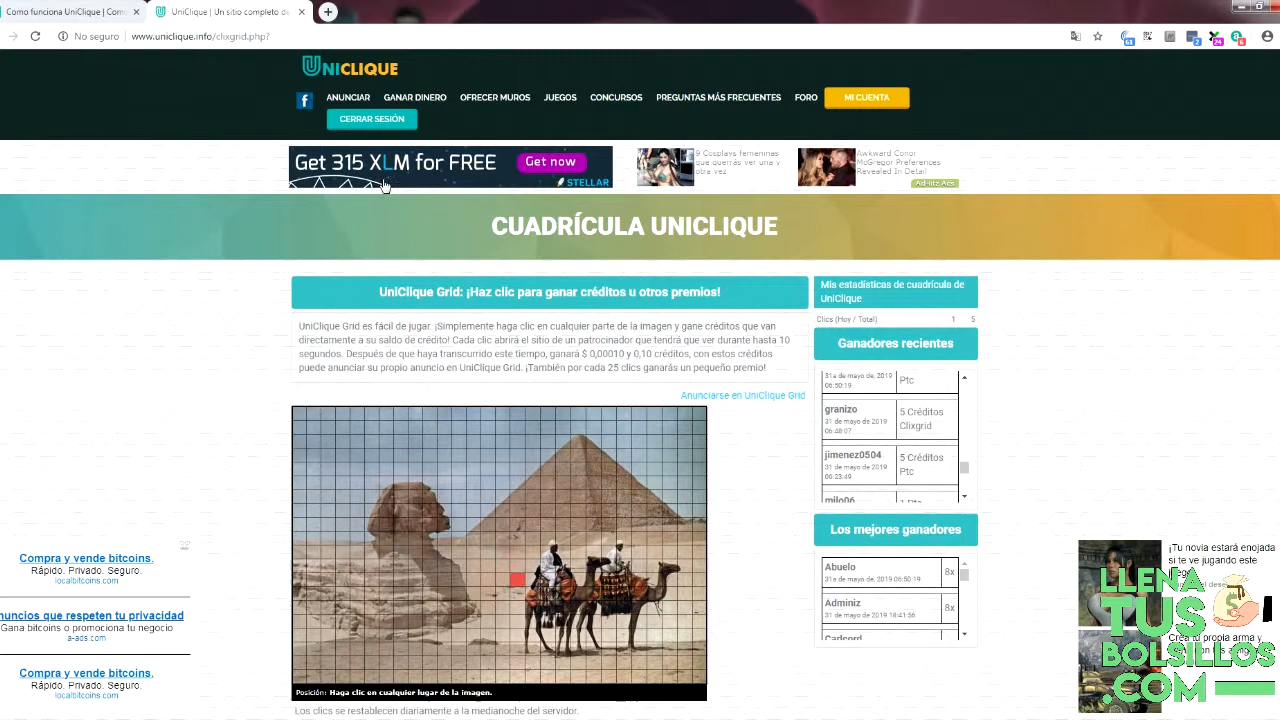 Como funciona UniClique | Com
UniClique | Un sitio completo de
No seguro
www.uniclique.info/clixgrid.php?
UNICLIQUE
ANUNCIAR
GANAR DINERO
OFRECER MUROS
JUEGOS
CONCURSOS
PREGUNTAS MÁS FRECUENTES
FORO
MI CUENTA
CERRAR SESIÓN
Get 315 XLM for FREE
Get now
STELLAR
9 Cosplays femeninas
que querrás ver una y
otra vez
Awkward Conor
McGregor Preferences
Revealed In Detail
Ad-Hitz Ads
CUADRÍCULA UNICLIQUE
UniClique Grid: ¡Haz clic para ganar créditos u otros premios!
UniClique Grid es fácil de jugar. ¡Simplemente haga clic en cualquier parte de la imagen y gane créditos que van
directamente a su saldo de crédito! Cada clic abrirá el sitio de un patrocinador que tendrá que ver durante hasta 10
segundos. Después de que haya transcurrido este tiempo, ganará $ 0,00010 y 0,10 créditos, con estos créditos
puede anunciar su propio anuncio en UniClique Grid. ¡También por cada 25 clics ganarás un pequeño premio!
Anunciarse en UniClique Grid
Posición: Haga clic en cualquier lugar de la imagen.
Los clics se restablecen diariamente a la medianoche del servidor.
Mis estadísticas de cuadrícula de
UniClique
Clics (Hoy / Total) 1 5
Ganadores recientes
31a de mayo de, 2019
06:50:19
Ptc
granizo
31 de mayo de 2019
06:48:07
5 Créditos
Clixgrid
jimenez0504
31 de mayo de 2019
06:23:49
5 Créditos
Ptc
milo06
1 Ptc
Los mejores ganadores
Abuelo
31a de mayo de, 2019 06:50:19
8x
Adminiz
31 de mayo de 2019 18:41:56
8x
Carlcord
Compra y vende bitcoins.
Rápido. Privado. Seguro.
localbitcoins.com
nuncios que respeten tu privacidad
Gana bitcoins o promociona tu negocio
a-ads.com
Compra y vende bitcoins.
Rápido. Privado. Seguro.
localbitcoins.com
¡Tu novia estará enojada
si te ve jugando este
Crea tu propia arma y
LLENA
TUS
BOLSILLOS
.COM